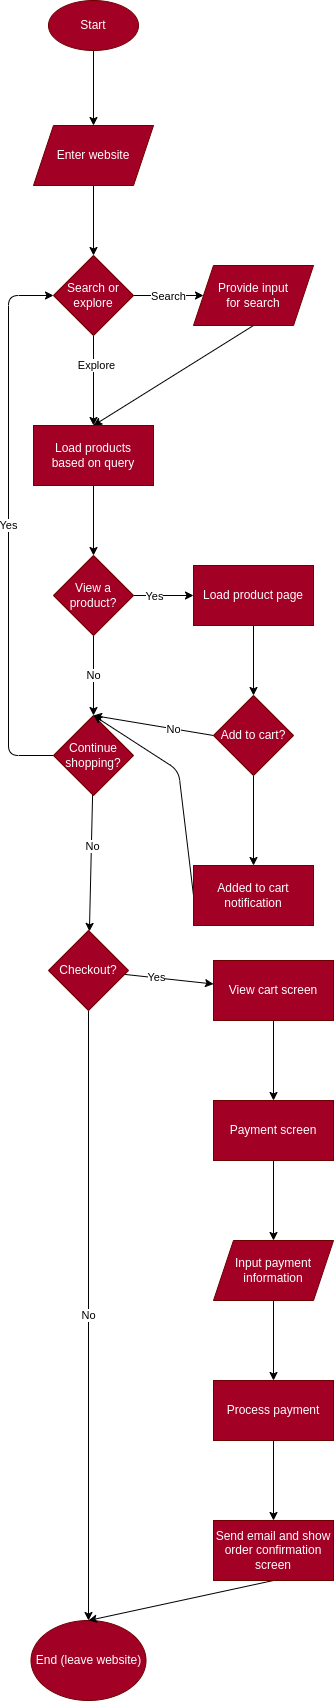 Start
Enter website
Search or
explore
Search
Provide input
for search
Explore
Load products
based on query
Yes
View a
product?
Yes
Load product page
No
No
Add to cart?
Continue
shopping?
No
Added to cart
notification
Checkout?
Yes
View cart screen
Payment screen
Input payment
information
No
Process payment
Send email and show
order confirmation
screen
End (leave website)